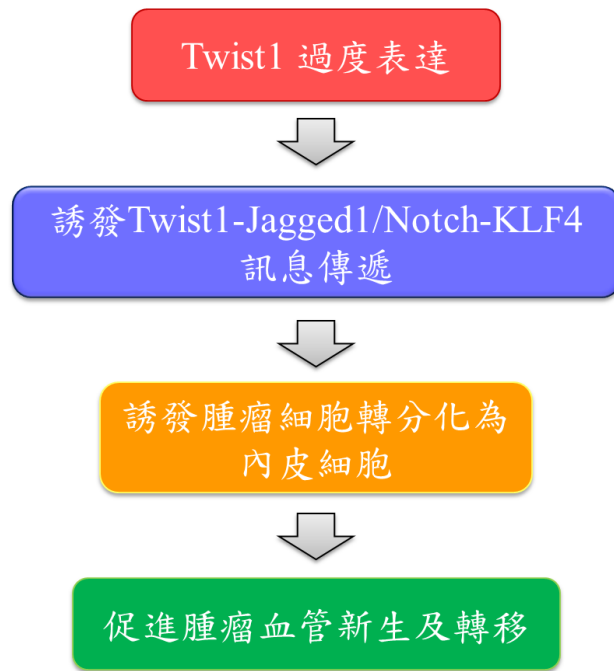 Twist1 過度表達
誘發Twist1-Jagged1/Notch-KLF4
訊息傳遞
誘發腫瘤細胞轉分化為
內皮細胞
促進腫瘤血管新生及轉移